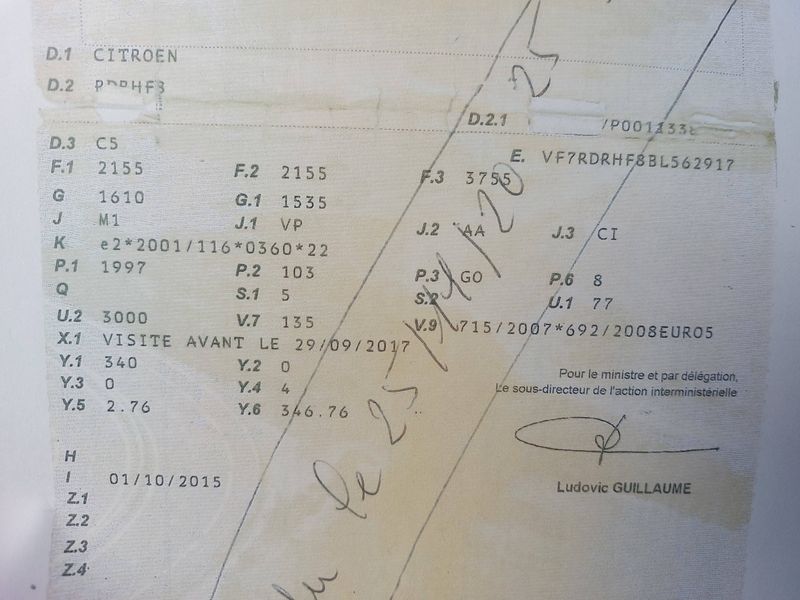 D.1 CITROEN
D.2
D.2.1 /P001133
D.3 C5
E. VF7RDRHF8BL562917
F.1 2155 F.2 2155 F.3 3755
G 1610 G.1 1535
J M1 J.1 VP J.2 AA J.3 CI
K e2*2001/116*0360*22
P.1 1997 P.2 103 P.3 GO P.6 8
Q S.1 5 S.2 U.1 77
U.2 3000 V.7 135 V.9 715/2007*692/2008EURO5
X.1 VISITE AVANT LE 29/09/2017
Y.1 340 Y.2 0
Y.3 0 Y.4 4
Y.5 2.76 Y.6 346.76
Pour le ministre et par délégation,
Le sous-directeur de l'action interministérielle
Ludovic GUILLAUME
H
I 01/10/2015
Z.1
Z.2
Z.3
Z.4
le 25